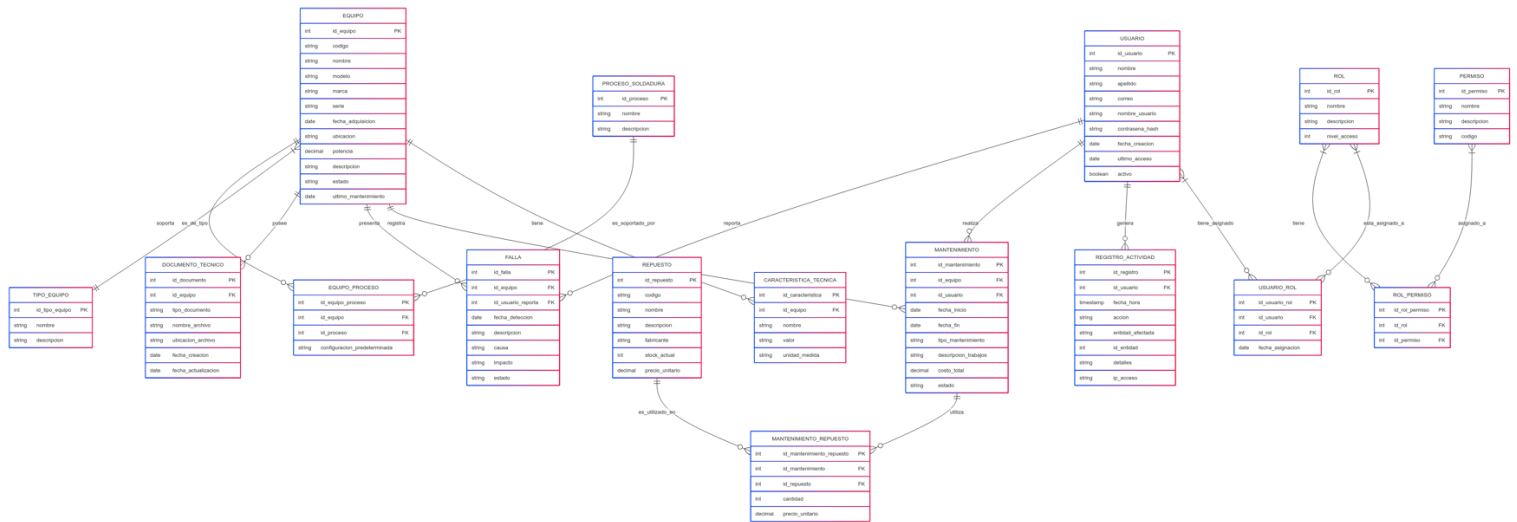 EQUIPO
int id_equipo PK
string codigo
string nombre
string modelo
string marca
string serie
date fecha_adquisicion
string ubicacion
decimal potencia
string descripcion
string estado
date ultimo_mantenimiento
PROCESO_SOLDADURA
int id_proceso PK
string nombre
string descripcion
USUARIO
int id_usuario PK
string nombre
string apellido
string correo
string nombre_usuario
string contrasena_hash
date fecha_creacion
date ultimo_acceso
boolean activo
ROL
int id_rol PK
string nombre
string descripcion
int nivel_acceso
PERMISO
int id_permiso PK
string nombre
string descripcion
string codigo
soporta
es_de_tipo
posee
presenta
registra
tiene
es_soportado_por
reporta
realiza
genera
tiene_asignado
tiene
esta_asignado_a
asignado_a
TIPO_EQUIPO
int id_tipo_equipo PK
string nombre
string descripcion
DOCUMENTO_TECNICO
int id_documento PK
int id_equipo FK
string tipo_documento
string nombre_archivo
string ubicacion_archivo
date fecha_creacion
date fecha_actualizacion
EQUIPO_PROCESO
int id_equipo_proceso PK
int id_equipo FK
int id_proceso FK
string configuracion_predeterminada
FALLA
int id_falla PK
int id_equipo FK
int id_usuario_reporta FK
date fecha_deteccion
string descripcion
string causa
string impacto
string estado
REPUESTO
int id_repuesto PK
string codigo
string nombre
string descripcion
string fabricante
int stock_actual
decimal precio_unitario
CARACTERISTICA_TECNICA
int id_caracteristica PK
int id_equipo FK
string nombre
string valor
string unidad_medida
MANTENIMIENTO
int id_mantenimiento PK
int id_equipo FK
int id_usuario FK
date fecha_inicio
date fecha_fin
string tipo_mantenimiento
string descripcion_trabajos
decimal costo_total
string estado
REGISTRO_ACTIVIDAD
int id_registro PK
int id_usuario FK
timestamp fecha_hora
string accion
string entidad_afectada
int id_entidad
string detalles
string ip_acceso
USUARIO_ROL
int id_usuario_rol PK
int id_usuario FK
int id_rol FK
date fecha_asignacion
ROL_PERMISO
int id_rol_permiso PK
int id_rol FK
int id_permiso FK
es_utilizado_en
utiliza
MANTENIMIENTO_REPUESTO
int id_mantenimiento_repuesto PK
int id_mantenimiento FK
int id_repuesto FK
int cantidad
decimal precio_unitario